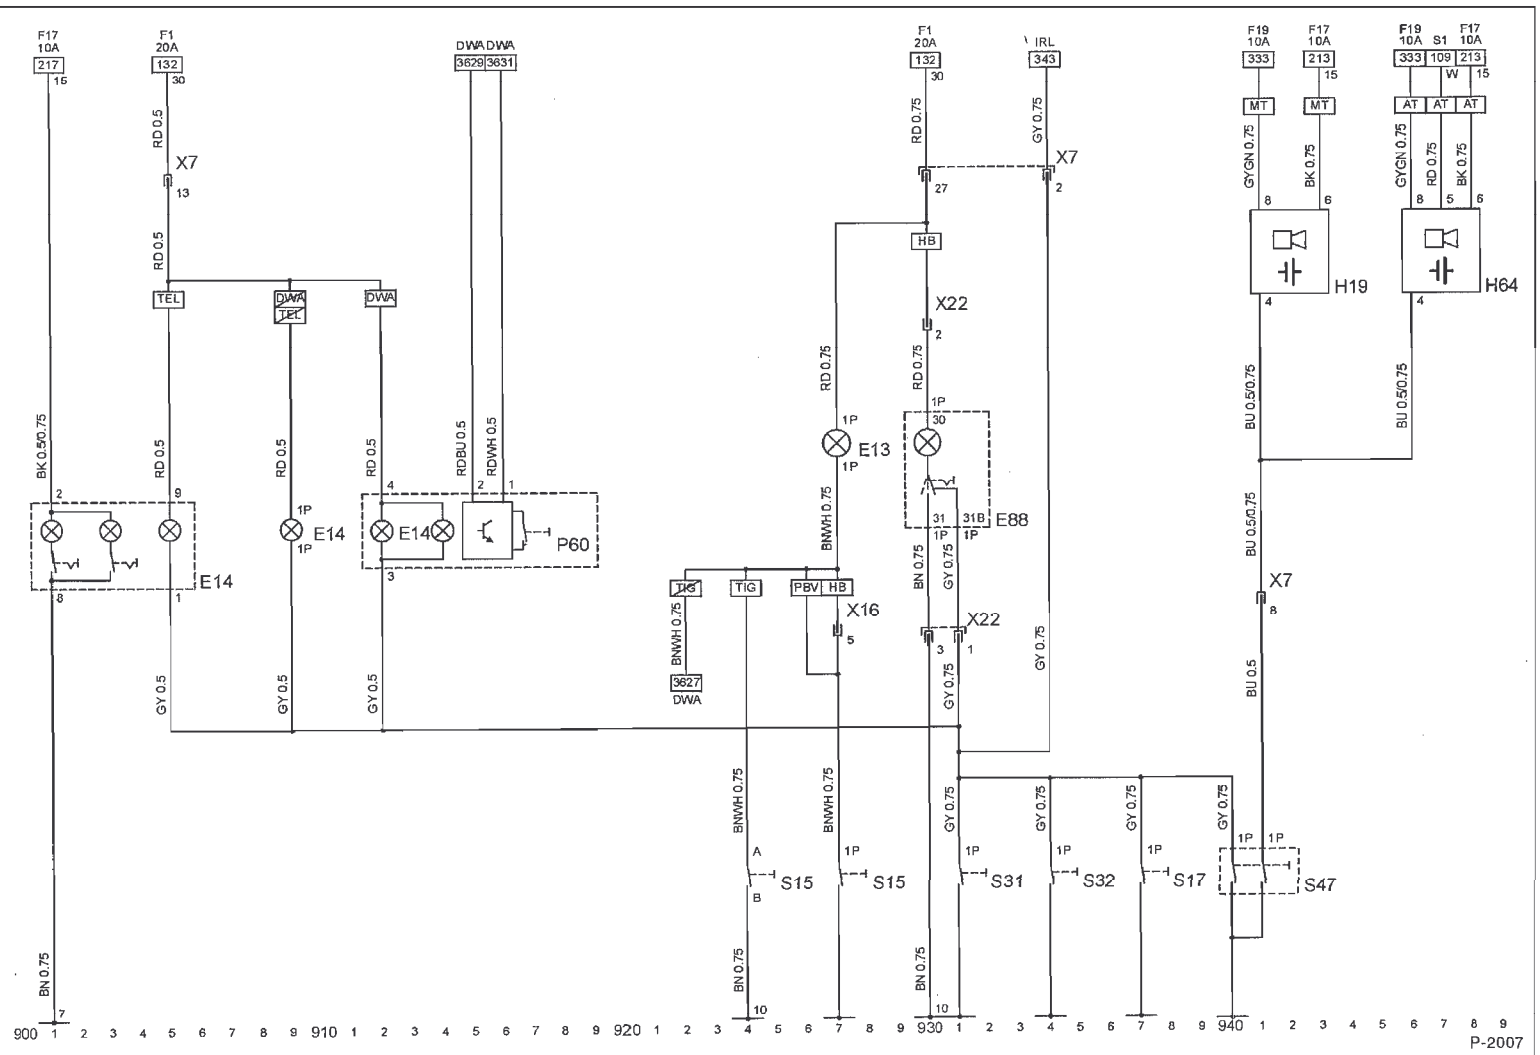 F17 F1 F1 F19 F17 F19 F17
10A 20A DWA DWA 20A IRL 10A 10A 10A S1 10A
217 132 3629 3631 132 343 333 213 333 109 213
15 30 30 15 W 15
MT MT AT AT AT
RD 0.5 RD 0.75 GY 0.75 GYGN 0.75 BK 0.75 GYGN 0.75 RD 0.75 BK 0.75
X7 X7
13 27 2
8 6 8 5 6
RD 0.5
HB
TEL DWA DWA
TEL
H19 H64
4 4
X22
2
RD 0.75 RD 0.75
BU 0.5/0.75 BU 0.5/0.75
BK 0.5/0.75 RD 0.5 RD 0.5 RD 0.5 RDBU 0.5 RDWH 0.5
1P
1P 30
E13
1P
2 9 4 2 1
1P
E14 E14 P60
1P
BNWH 0.75
31 31B E88
1P 1P
BU 0.5/0.75
3
E14
8 1
BN 0.75 GY 0.75
TIG TIG PBV HB
X7
8
X16
5
X22
3 1
BNWH 0.75
3627
DWA
GY 0.5 GY 0.5 GY 0.5 GY 0.75 GY 0.75 BU 0.5
BNWH 0.75 BNWH 0.75 GY 0.75 GY 0.75 GY 0.75 GY 0.75
1P 1P
A 1P 1P 1P 1P
S15 S15 S31 S32 S17 S47
B
BN 0.75 BN 0.75 BN 0.75
7 10 10
900 1 2 3 4 5 6 7 8 9 910 1 2 3 4 5 6 7 8 9 920 1 2 3 4 5 6 7 8 9 930 1 2 3 4 5 6 7 8 9 940 1 2 3 4 5 6 7 8 9
P-2007